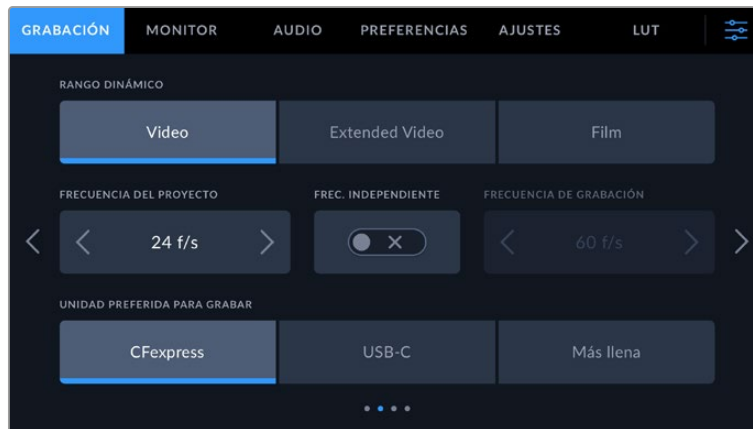 GRABACIÓN MONITOR AUDIO PREFERENCIAS AJUSTES LUT
RANGO DINÁMICO
Video Extended Video Film
FRECUENCIA DEL PROYECTO FREC. INDEPENDIENTE FRECUENCIA DE GRABACIÓN
24 f/s 60 f/s
UNIDAD PREFERIDA PARA GRABAR
CFexpress USB-C Más llena